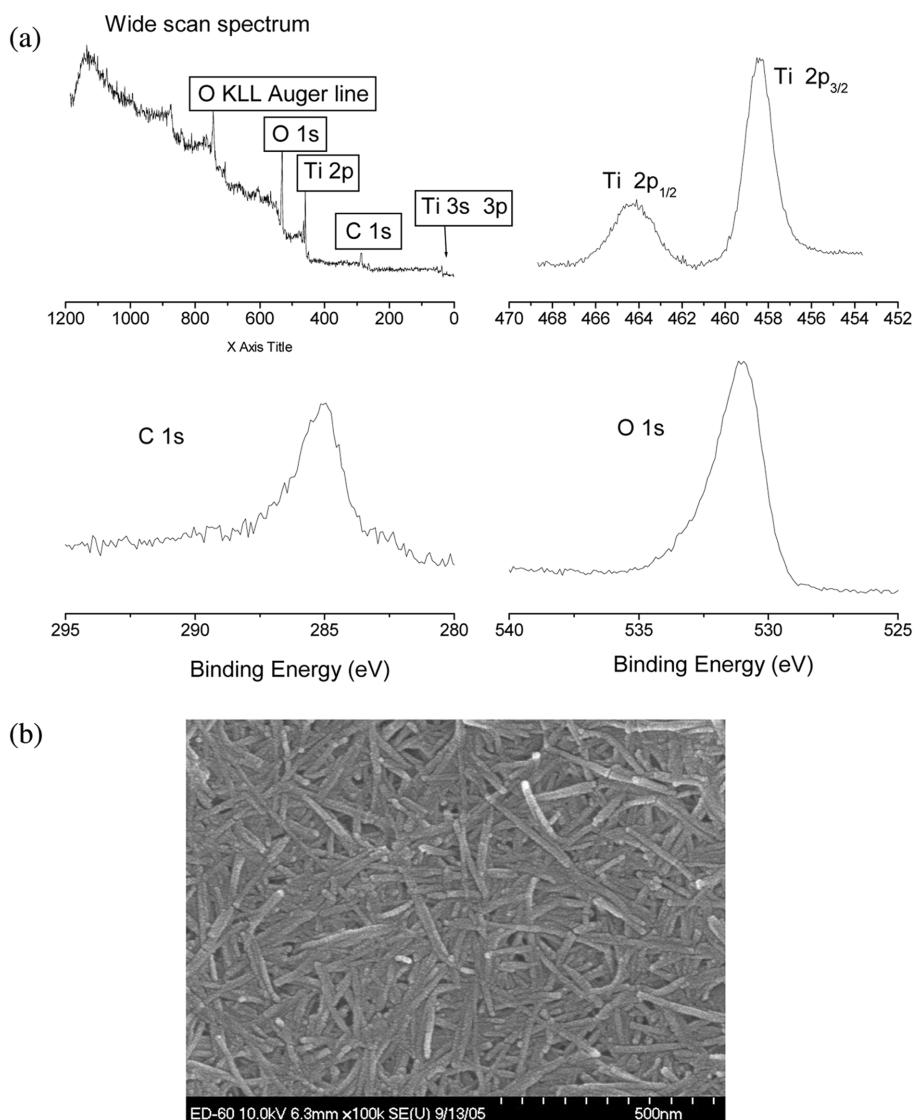 (a)
Wide scan spectrum
O KLL Auger line
O 1s
Ti 2p
C 1s
Ti 3s 3p
1200 1000 800 600 400 200 0
X Axis Title
Ti 2p3/2
Ti 2p1/2
470 468 466 464 462 460 458 456 454 452
C 1s
295 290 285 280
Binding Energy (eV)
O 1s
540 535 530 525
Binding Energy (eV)
(b)
ED-60 10.0kV 6.3mm x100k SE(U) 9/13/05 500nm